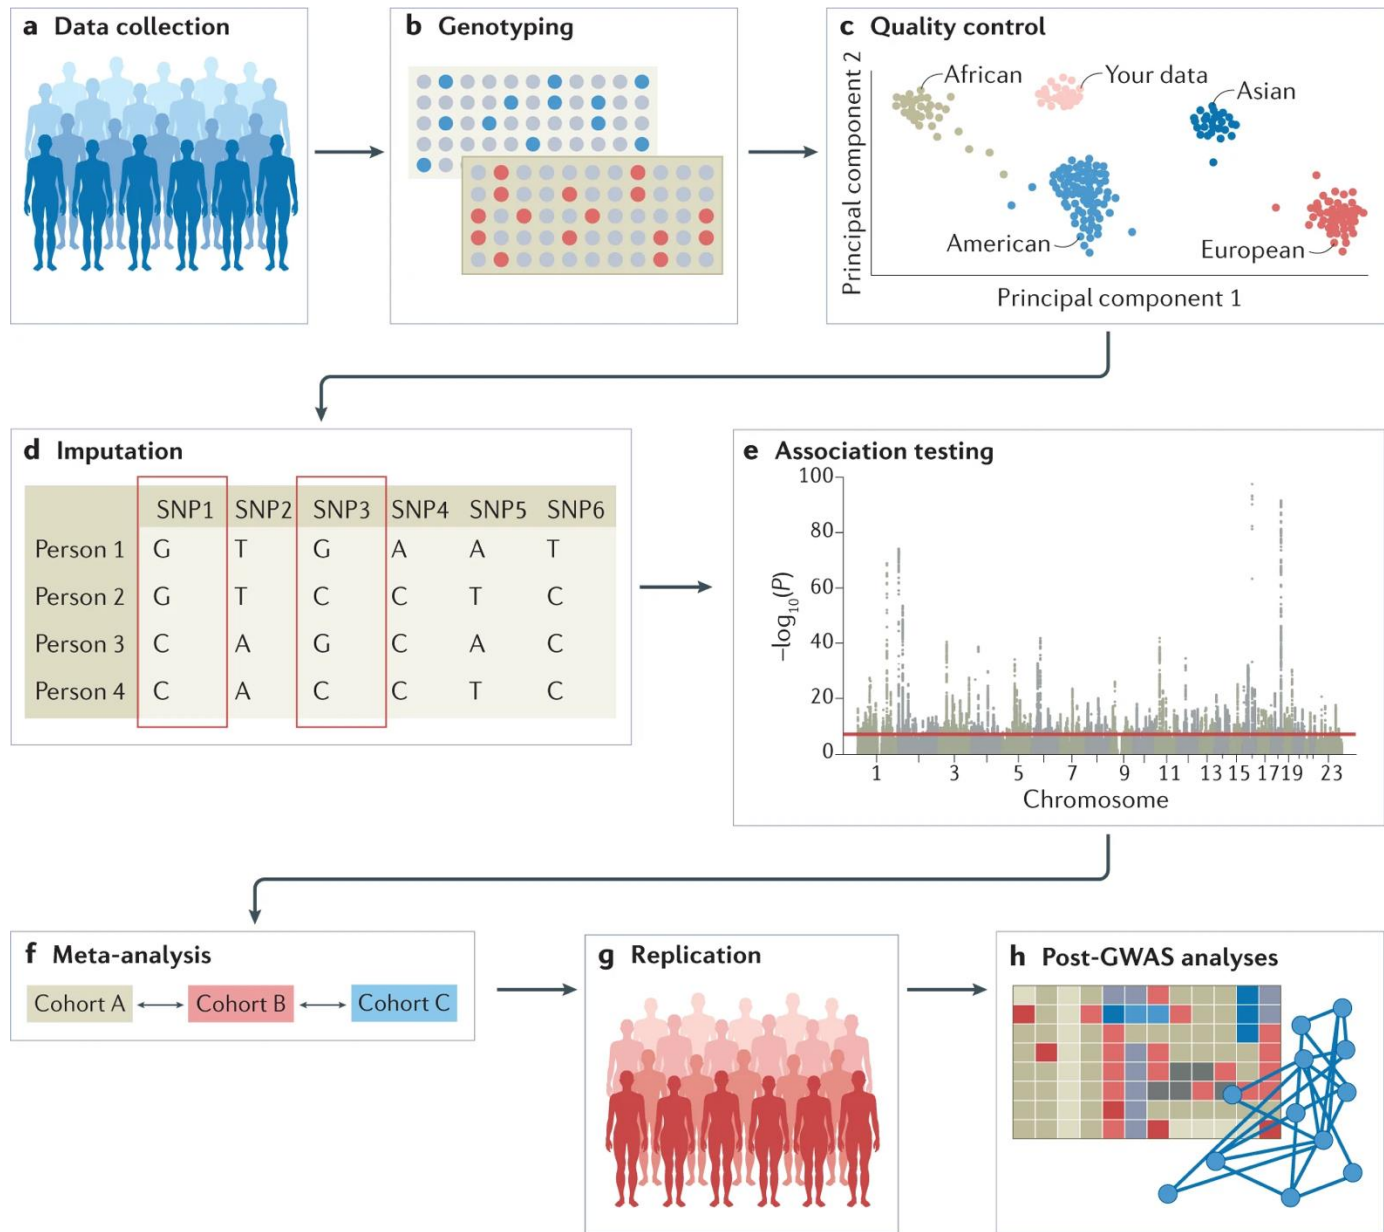 a Data collection
b Genotyping
c Quality control
Principal component 2
African
Your data
Asian
American
European
Principal component 1
d Imputation
SNP1 SNP2 SNP3 SNP4 SNP5 SNP6
Person 1 G T G A A T
Person 2 G T C C T C
Person 3 C A G C A C
Person 4 C A C C T C
e Association testing
−log10(P)
100
80
60
40
20
0
1 3 5 7 9 11 13 15 17 19 23
Chromosome
f Meta-analysis
Cohort A Cohort B Cohort C
g Replication
h Post-GWAS analyses